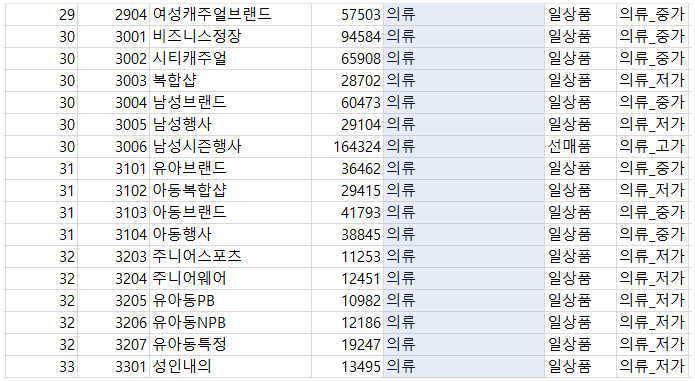 29 2904 여성캐주얼브랜드 57503 의류 일상품 의류_중가
30 3001 비즈니스정장 94584 의류 일상품 의류_중가
30 3002 시티캐주얼 65908 의류 일상품 의류_중가
30 3003 복합샵 28702 의류 일상품 의류_저가
30 3004 남성브랜드 60473 의류 일상품 의류_중가
30 3005 남성행사 29104 의류 일상품 의류_저가
30 3006 남성시즌행사 164324 의류 선매품 의류_고가
31 3101 유아브랜드 36462 의류 일상품 의류_중가
31 3102 아동복합샵 29415 의류 일상품 의류_저가
31 3103 아동브랜드 41793 의류 일상품 의류_중가
31 3104 아동행사 38845 의류 일상품 의류_중가
32 3203 주니어스포츠 11253 의류 일상품 의류_저가
32 3204 주니어웨어 12451 의류 일상품 의류_저가
32 3205 유아동PB 10982 의류 일상품 의류_저가
32 3206 유아동NPB 12186 의류 일상품 의류_저가
32 3207 유아동특정 19247 의류 일상품 의류_저가
33 3301 성인내의 13495 의류 일상품 의류_저가